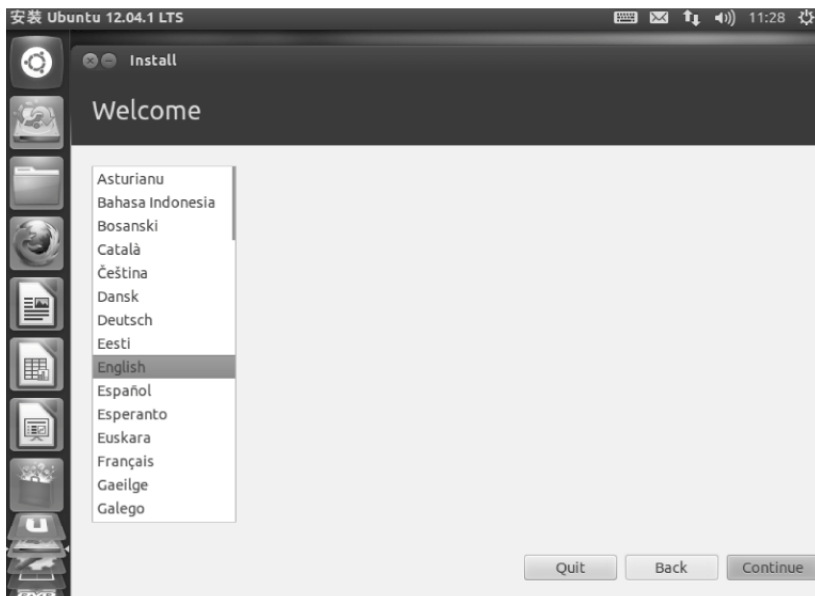 安装 Ubuntu 12.04.1 LTS 11:28
Install
Welcome
Asturianu
Bahasa Indonesia
Bosanski
Català
Čeština
Dansk
Deutsch
Eesti
English
Español
Esperanto
Euskara
Français
Gaeilge
Galego
Quit Back Continue